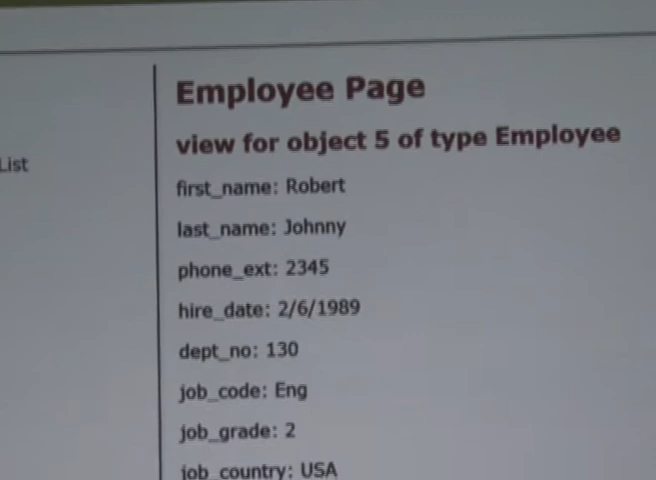 Employee Page
view for object 5 of type Employee
List
first_name: Robert
last_name: Johnny
phone_ext: 2345
hire_date: 2/6/1989
dept_no: 130
job_code: Eng
job_grade: 2
job_country: USA